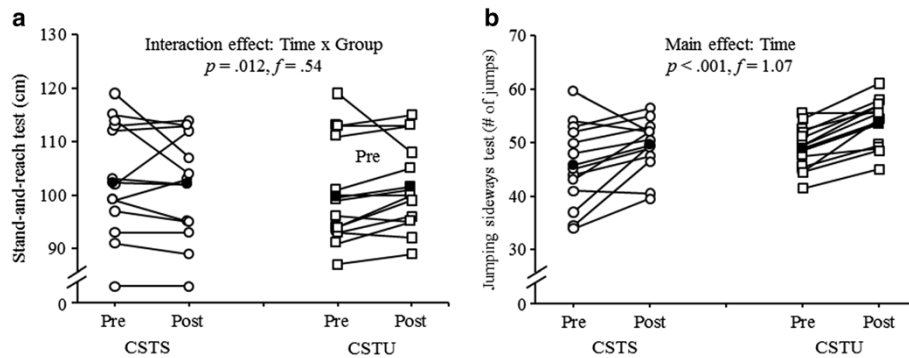 a
Interaction effect: Time x Group
p = .012, f = .54
Stand-and-reach test (cm)
130
120
110
100
90
0
Pre
Pre
Post
Pre
Post
CSTS
CSTU
b
Main effect: Time
p < .001, f = 1.07
Jumping sideways test (# of jumps)
70
60
50
40
30
0
Pre
Post
Pre
Post
CSTS
CSTU